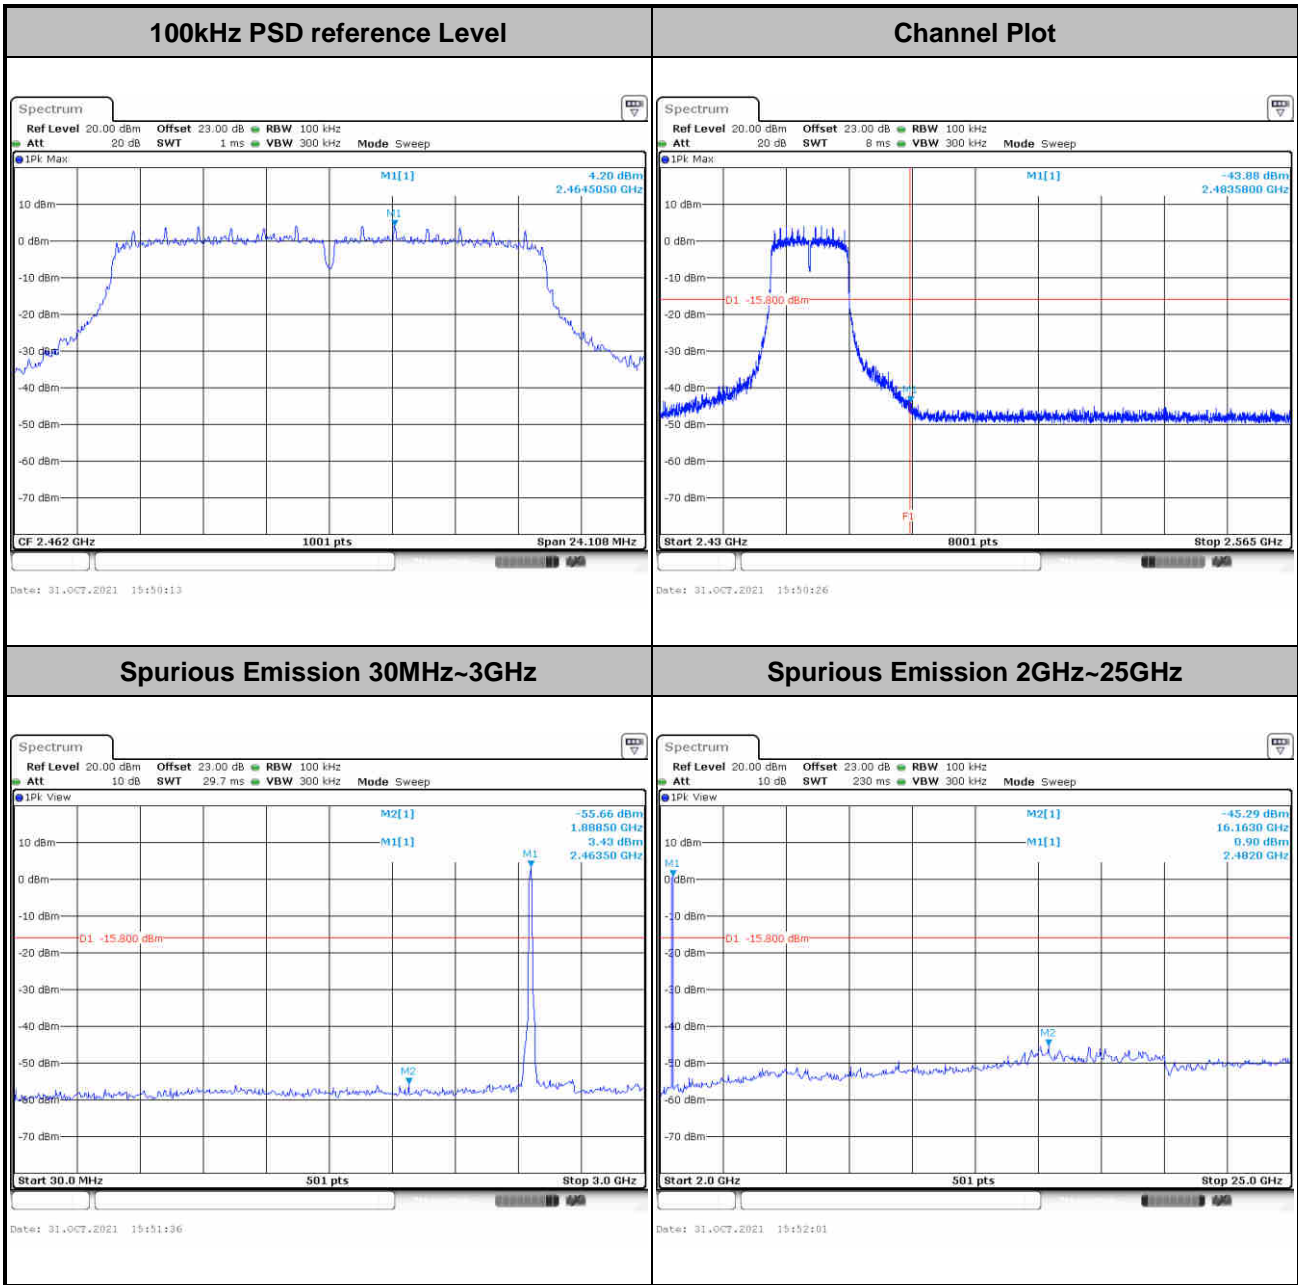 100kHz PSD reference Level
Spectrum
Ref Level 20.00 dBm Offset 23.00 dB RBW 100 kHz
Att 20 dB SWT 1 ms VBW 300 kHz Mode Sweep
1Pk Max
M1[1] 4.20 dBm
2.4645050 GHz
M1
10 dBm
0 dBm
-10 dBm
-20 dBm
-30 dBm
-40 dBm
-50 dBm
-60 dBm
-70 dBm
CF 2.462 GHz 1001 pts Span 24.108 MHz
Date: 31.OCT.2021 15:50:13
Channel Plot
Spectrum
Ref Level 20.00 dBm Offset 23.00 dB RBW 100 kHz
Att 20 dB SWT 8 ms VBW 300 kHz Mode Sweep
1Pk Max
M1[1] -43.88 dBm
2.4835800 GHz
10 dBm
0 dBm
-10 dBm
D1 -15.800 dBm
-20 dBm
-30 dBm
-40 dBm
M1
-50 dBm
-60 dBm
-70 dBm
F1
Start 2.43 GHz 8001 pts Stop 2.565 GHz
Date: 31.OCT.2021 15:50:26
Spurious Emission 30MHz~3GHz
Spectrum
Ref Level 20.00 dBm Offset 23.00 dB RBW 100 kHz
Att 10 dB SWT 29.7 ms VBW 300 kHz Mode Sweep
1Pk View
M2[1] -55.66 dBm
1.88850 GHz
M1[1] 3.43 dBm
2.46350 GHz
10 dBm
M1
0 dBm
-10 dBm
D1 -15.800 dBm
-20 dBm
-30 dBm
-40 dBm
-50 dBm
M2
-60 dBm
-70 dBm
Start 30.0 MHz 501 pts Stop 3.0 GHz
Date: 31.OCT.2021 15:51:36
Spurious Emission 2GHz~25GHz
Spectrum
Ref Level 20.00 dBm Offset 23.00 dB RBW 100 kHz
Att 10 dB SWT 230 ms VBW 300 kHz Mode Sweep
1Pk View
M2[1] -45.29 dBm
16.1630 GHz
M1[1] 0.90 dBm
2.4820 GHz
10 dBm
M1
0 dBm
-10 dBm
D1 -15.800 dBm
-20 dBm
-30 dBm
-40 dBm
M2
-50 dBm
-60 dBm
-70 dBm
Start 2.0 GHz 501 pts Stop 25.0 GHz
Date: 31.OCT.2021 15:52:01